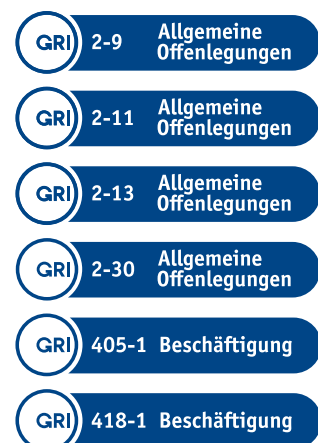 GRI 2-9 Allgemeine
Offenlegungen
GRI 2-11 Allgemeine
Offenlegungen
GRI 2-13 Allgemeine
Offenlegungen
GRI 2-30 Allgemeine
Offenlegungen
GRI 405-1 Beschäftigung
GRI 418-1 Beschäftigung